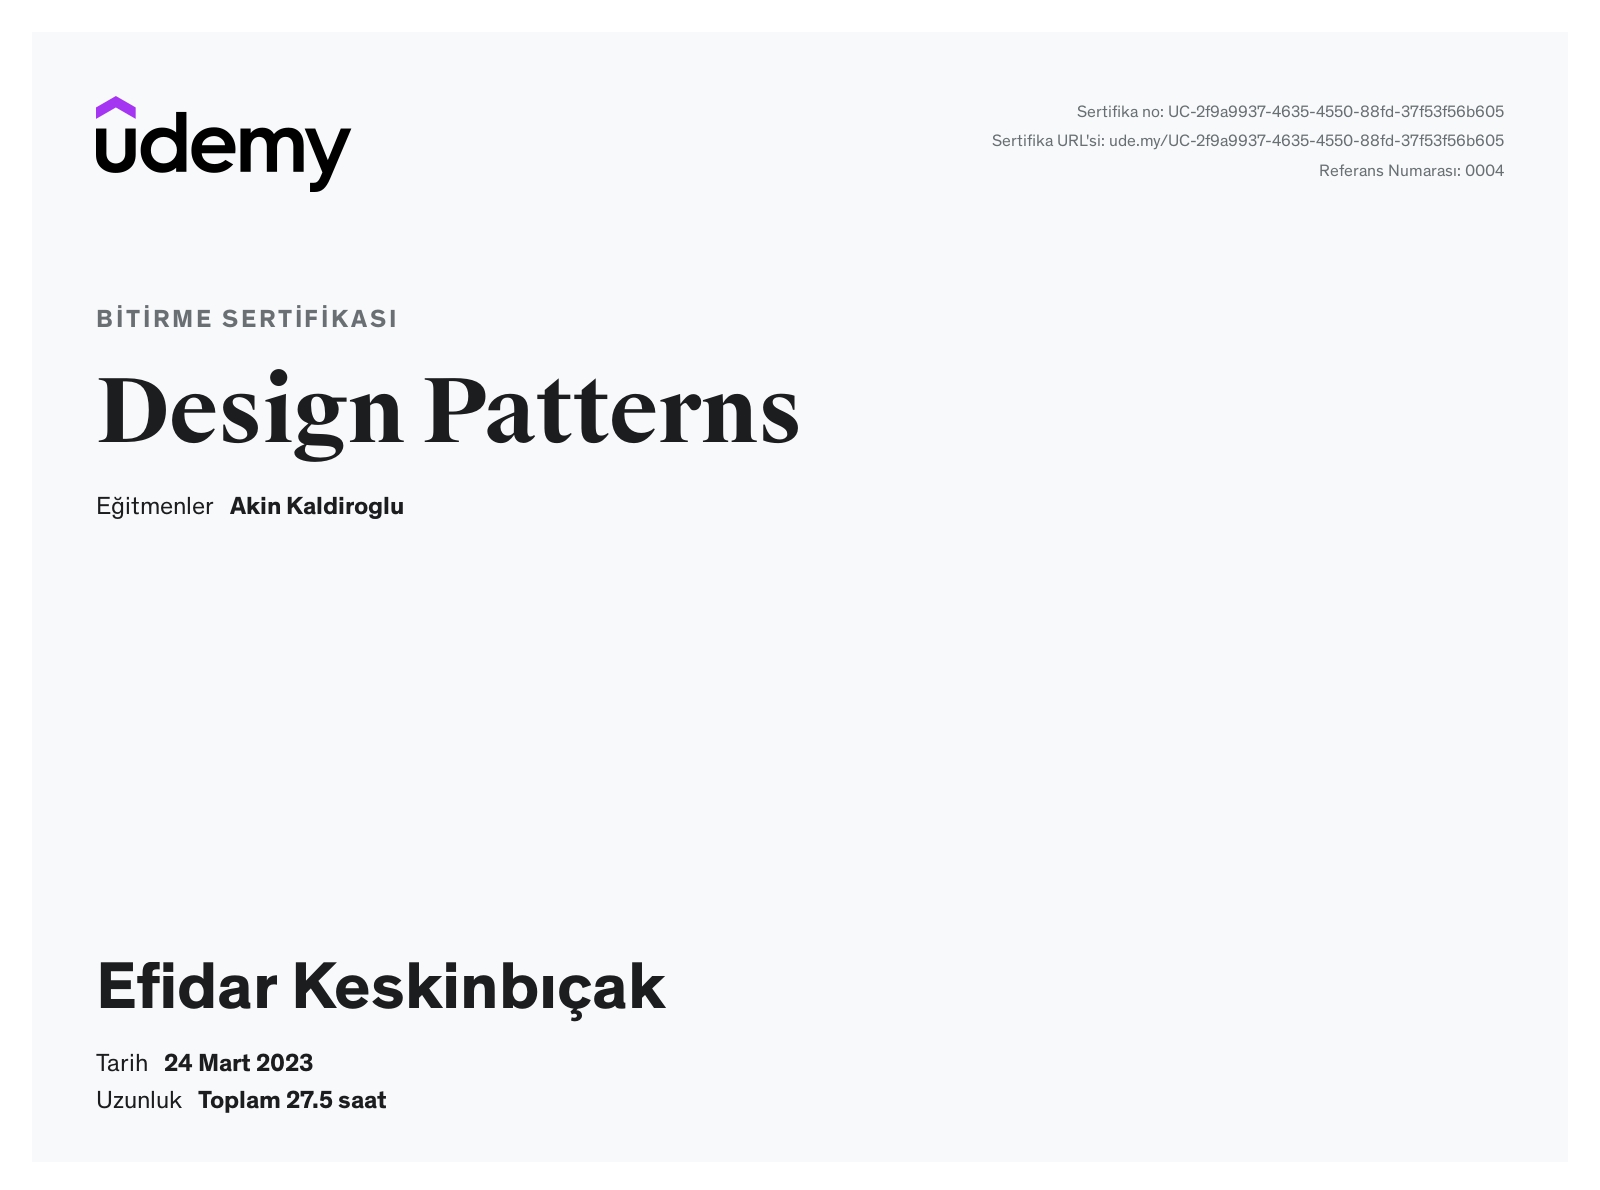 udemy
Sertifika no: UC-2f9a9937-4635-4550-88fd-37f53f56b605
Sertifika URL'si: ude.my/UC-2f9a9937-4635-4550-88fd-37f53f56b605
Referans Numarası: 0004
BİTİRME SERTİFİKASI
Design Patterns
Eğitmenler Akin Kaldiroglu
Efidar Keskinbıçak
Tarih 24 Mart 2023
Uzunluk Toplam 27.5 saat